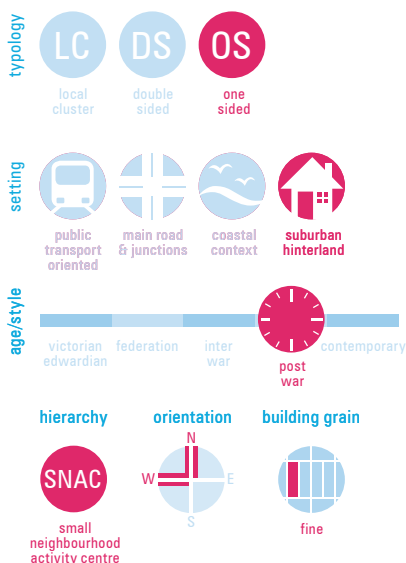 typology
LC DS OS
local
cluster
double
sided
one
sided
setting
public
transport
oriented
main road
& junctions
coastal
context
suburban
hinterland
age/style
victorian
edwardian
federation
inter
war
post
war
contemporary
hierarchy
orientation
building grain
SNAC
N
W E
S
small
neighbourhood
activity centre
fine